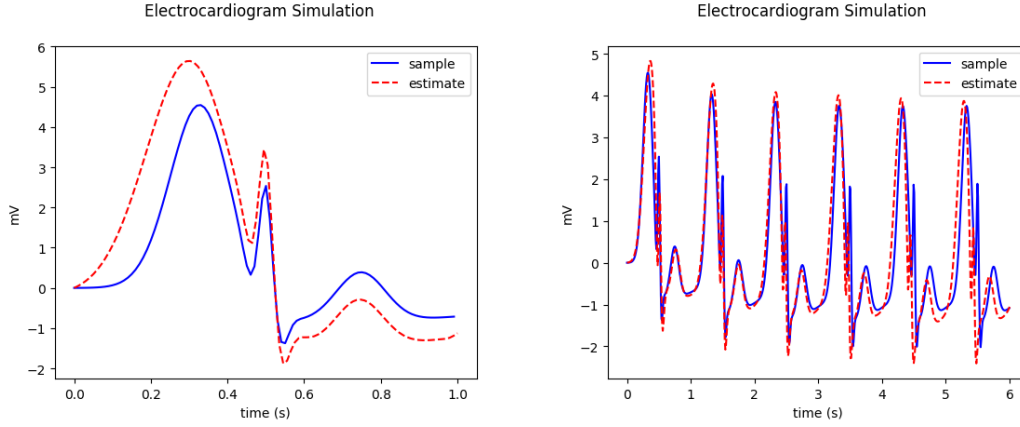 Electrocardiogram Simulation
6
5
4
3
2
1
0
−1
−2
mV
0.0 0.2 0.4 0.6 0.8 1.0
time (s)
sample
estimate
Electrocardiogram Simulation
5
4
3
2
1
0
−1
−2
mV
0 1 2 3 4 5 6
time (s)
sample
estimate